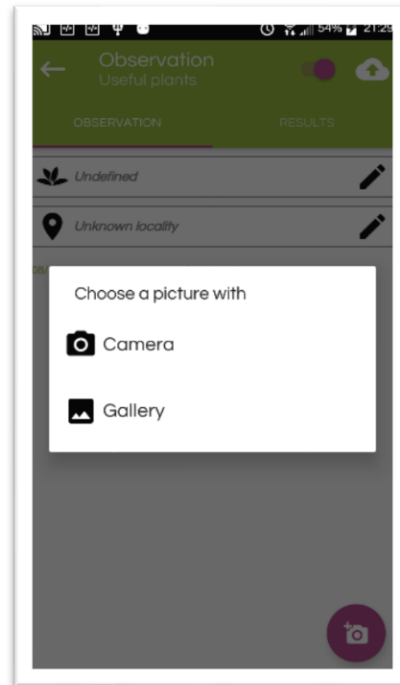 54% 21:29
Observation
Useful plants
OBSERVATION RESULTS
Undefined
Unknown locality
Choose a picture with
Camera
Gallery